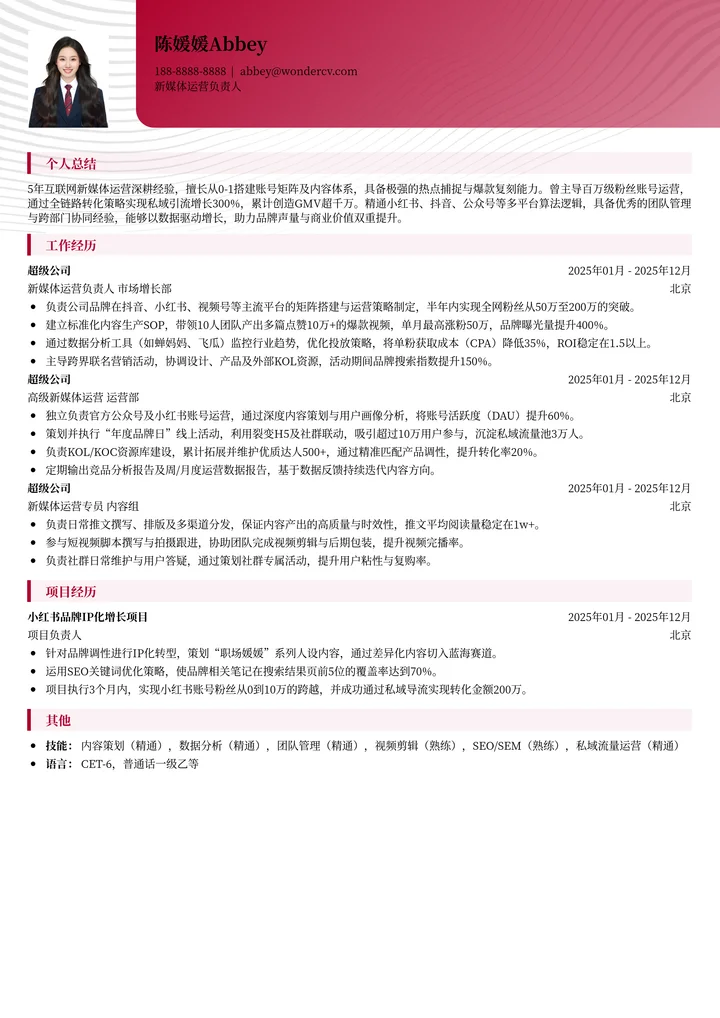 陈媛媛Abbey
188-8888-8888 | abbey@wondercv.com
新媒体运营负责人
个人总结
5年互联网新媒体运营深耕经验，擅长从0-1搭建账号矩阵及内容体系，具备极强的热点捕捉与爆款复刻能力。曾主导百万级粉丝账号运营，
通过全链路转化策略实现私域引流增长300%，累计创造GMV超千万。精通小红书、抖音、公众号等多平台算法逻辑，具备优秀的团队管理
与跨部门协同经验，能够以数据驱动增长，助力品牌声量与商业价值双重提升。
工作经历
超级公司 2025年01月 - 2025年12月
新媒体运营负责人 市场增长部 北京
• 负责公司品牌在抖音、小红书、视频号等主流平台的矩阵搭建与运营策略制定，半年内实现全网粉丝从50万至200万的突破。
• 建立标准化内容生产SOP，带领10人团队产出多篇点赞10万+的爆款视频，单月最高涨粉50万，品牌曝光量提升400%。
• 通过数据分析工具（如蝉妈妈、飞瓜）监控行业趋势，优化投放策略，将单粉获取成本（CPA）降低35%，ROI稳定在1.5以上。
• 主导跨界联名营销活动，协调设计、产品及外部KOL资源，活动期间品牌搜索指数提升150%。
超级公司 2025年01月 - 2025年12月
高级新媒体运营 运营部 北京
• 独立负责官方公众号及小红书账号运营，通过深度内容策划与用户画像分析，将账号活跃度（DAU）提升60%。
• 策划并执行“年度品牌日”线上活动，利用裂变H5及社群联动，吸引超过10万用户参与，沉淀私域流量池3万人。
• 负责KOL/KOC资源库建设，累计拓展并维护优质达人500+，通过精准匹配产品调性，提升转化率20%。
• 定期输出竞品分析报告及周/月度运营数据报告，基于数据反馈持续迭代内容方向。
超级公司 2025年01月 - 2025年12月
新媒体运营专员 内容组 北京
• 负责日常推文撰写、排版及多渠道分发，保证内容产出的高质量与时效性，推文平均阅读量稳定在1w+。
• 参与短视频脚本撰写与拍摄跟进，协助团队完成视频剪辑与后期包装，提升视频完播率。
• 负责社群日常维护与用户答疑，通过策划社群专属活动，提升用户粘性与复购率。
项目经历
小红书品牌IP化增长项目 2025年01月 - 2025年12月
项目负责人 北京
• 针对品牌调性进行IP化转型，策划“职场媛媛”系列人设内容，通过差异化内容切入蓝海赛道。
• 运用SEO关键词优化策略，使品牌相关笔记在搜索结果页前5位的覆盖率达到70%。
• 项目执行3个月内，实现小红书账号粉丝从0到10万的跨越，并成功通过私域导流实现转化金额200万。
其他
• 技能： 内容策划（精通），数据分析（精通），团队管理（精通），视频剪辑（熟练），SEO/SEM（熟练），私域流量运营（精通）
• 语言： CET-6，普通话一级乙等